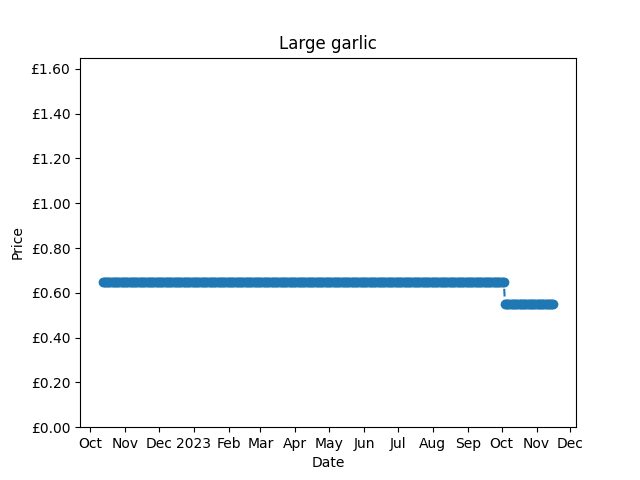 Large garlic
£1.60
£1.40
£1.20
£1.00
£0.80
£0.60
£0.40
£0.20
£0.00
Price
Oct Nov Dec 2023 Feb Mar Apr May Jun Jul Aug Sep Oct Nov Dec
Date